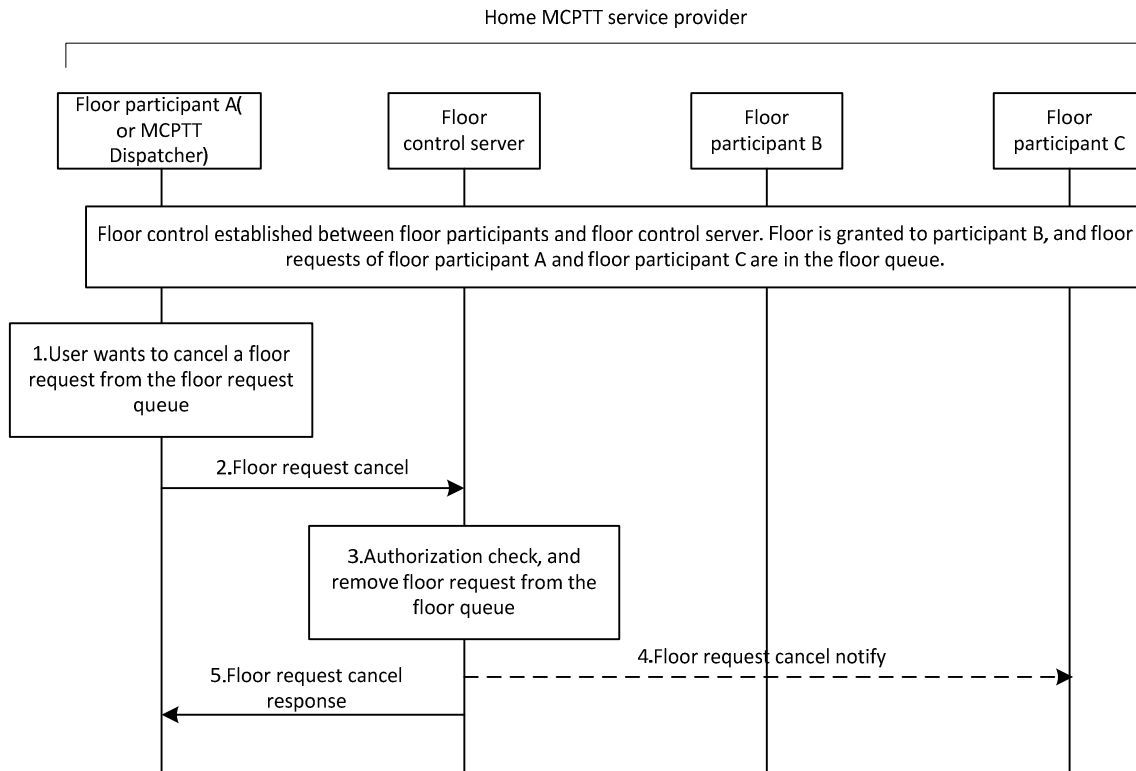 Home MCPTT service provider
Floor participant A(
or MCPTT
Dispatcher)
Floor
control server
Floor
participant B
Floor
participant C
Floor control established between floor participants and floor control server. Floor is granted to participant B, and floor
requests of floor participant A and floor participant C are in the floor queue.
1.User wants to cancel a floor
request from the floor request
queue
2.Floor request cancel
3.Authorization check, and
remove floor request from the
floor queue
4.Floor request cancel notify
5.Floor request cancel
response